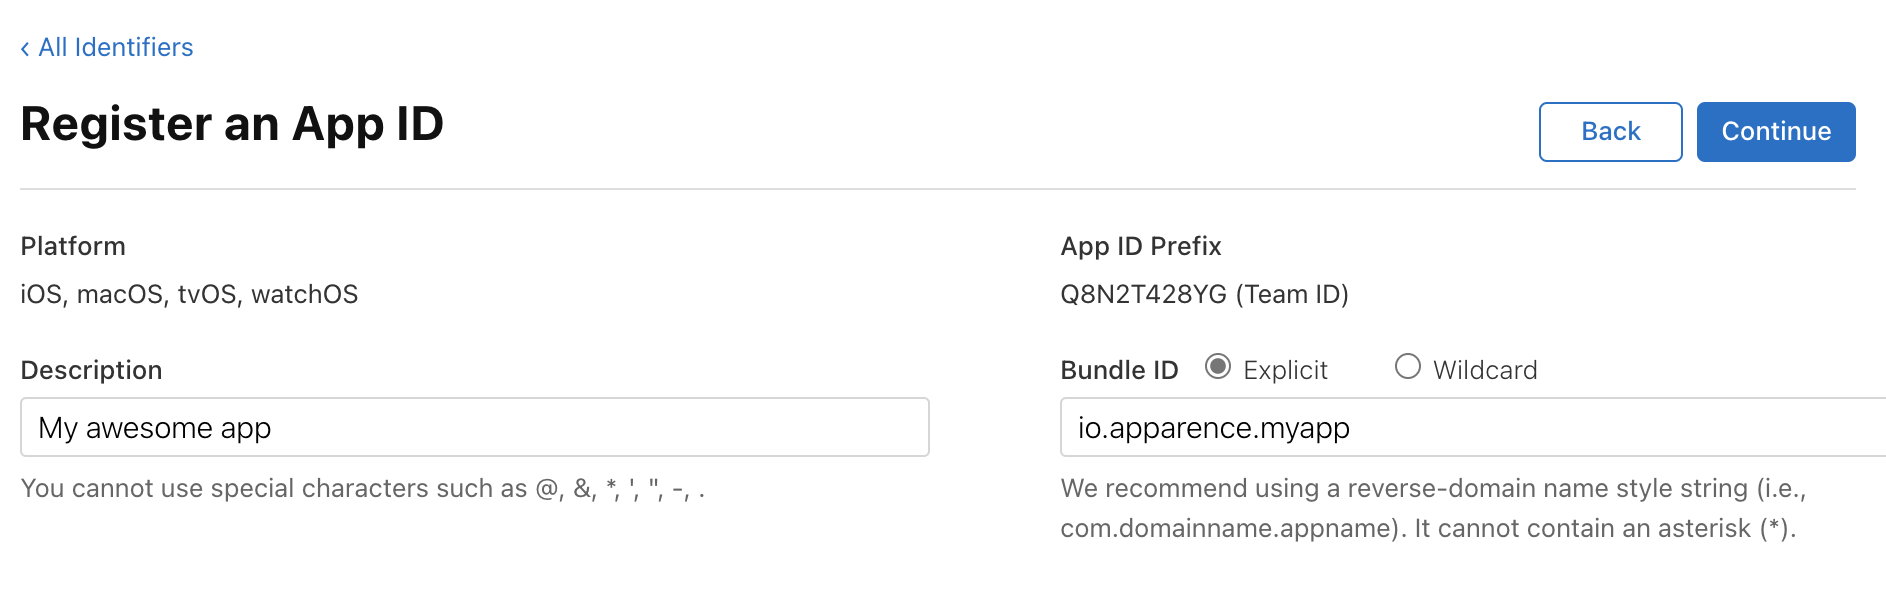 ‹ All Identifiers
Register an App ID
Back
Continue
Platform
iOS, macOS, tvOS, watchOS
App ID Prefix
Q8N2T428YG (Team ID)
Description
My awesome app
You cannot use special characters such as @, &, *, ', ", -, .
Bundle ID Explicit Wildcard
io.apparence.myapp
We recommend using a reverse-domain name style string (i.e.,
com.domainname.appname). It cannot contain an asterisk (*).